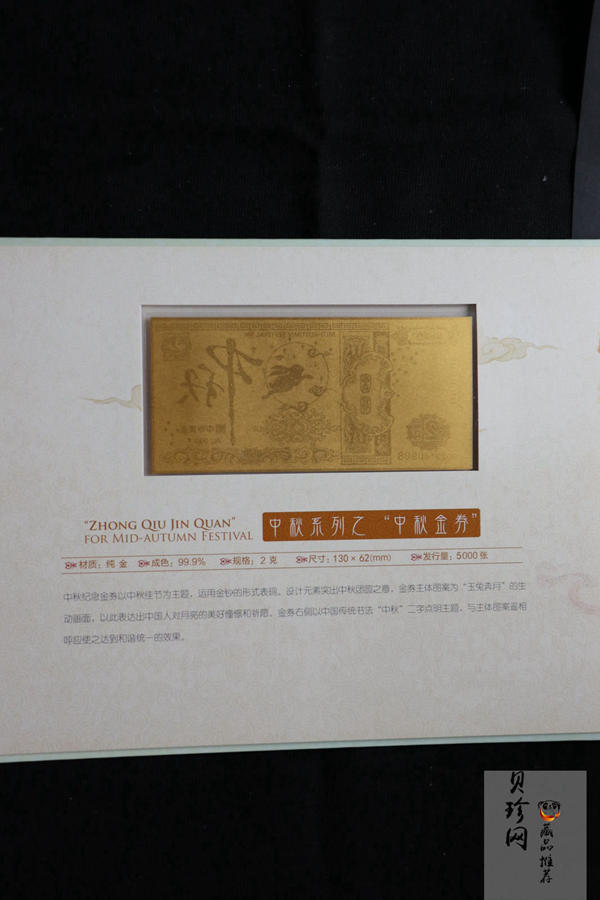 中秋
"ZHONG QIU JIN QUAN"
FOR MID-AUTUMN FESTIVAL
中秋系列之 "中秋金券"
材质：纯 金 成色：99.9% 规格：2 克 尺寸：130 × 62(mm) 发行量：5000 张
中秋纪念金券以中秋佳节为主题，运用金钞的形式表现。设计元素突出中秋团圆之意，金券主体图案为"玉兔奔月"的生
动画面，以此表达出中国人对月亮的美好憧憬和祈愿。金券右侧以中国传统书法"中秋"二字点明主题，与主体图案遥相
呼应使之达到和谐统一的效果。
贝珍网
藏品推荐